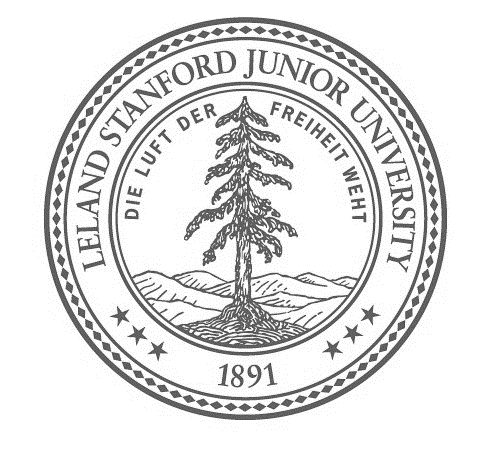 LELAND STANFORD JUNIOR UNIVERSITY
DIE LUFT DER FREIHEIT WEHT
1891